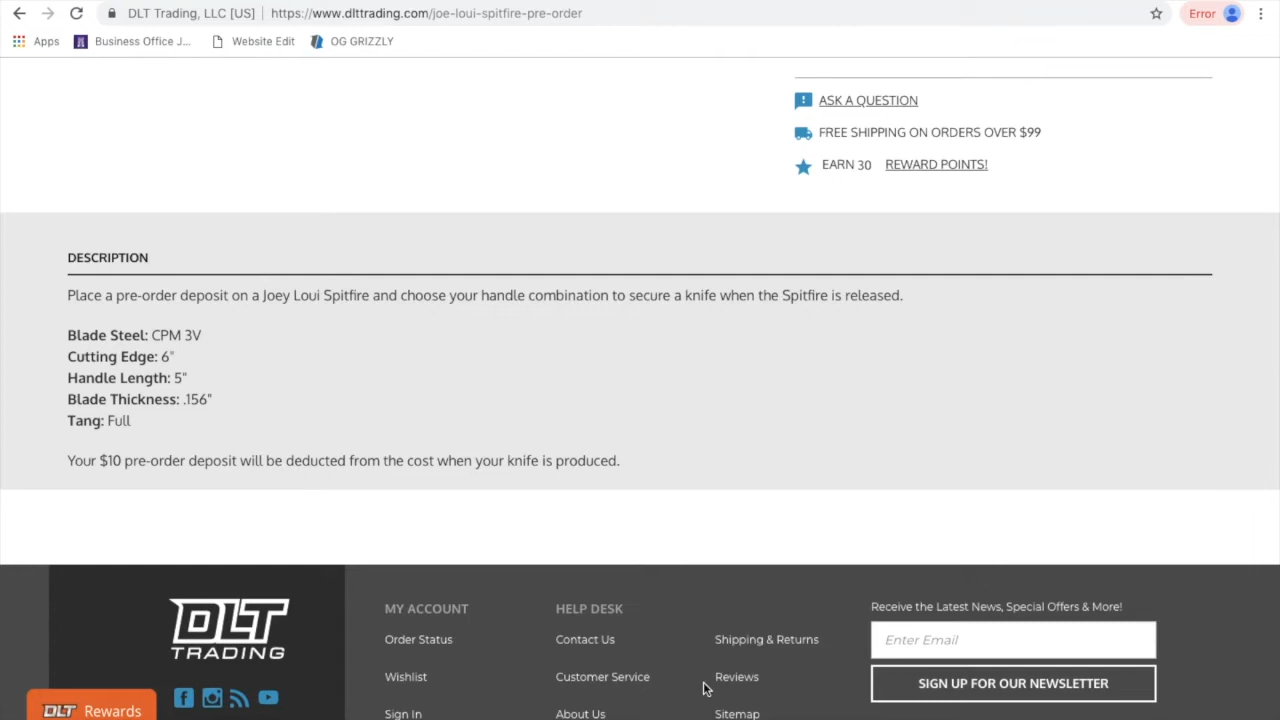 DLT Trading, LLC [US] | https://www.dlttrading.com/joe-loui-spitfire-pre-order
Error
Apps
Business Office J...
Website Edit
OG GRIZZLY
ASK A QUESTION
FREE SHIPPING ON ORDERS OVER $99
EARN 30 REWARD POINTS!
DESCRIPTION
Place a pre-order deposit on a Joey Loui Spitfire and choose your handle combination to secure a knife when the Spitfire is released.
Blade Steel: CPM 3V
Cutting Edge: 6"
Handle Length: 5"
Blade Thickness: .156"
Tang: Full
Your $10 pre-order deposit will be deducted from the cost when your knife is produced.
DLT
TRADING
DLT Rewards
MY ACCOUNT
Order Status
Wishlist
Sign In
HELP DESK
Contact Us
Customer Service
About Us
Shipping & Returns
Reviews
Sitemap
Receive the Latest News, Special Offers & More!
Enter Email
SIGN UP FOR OUR NEWSLETTER